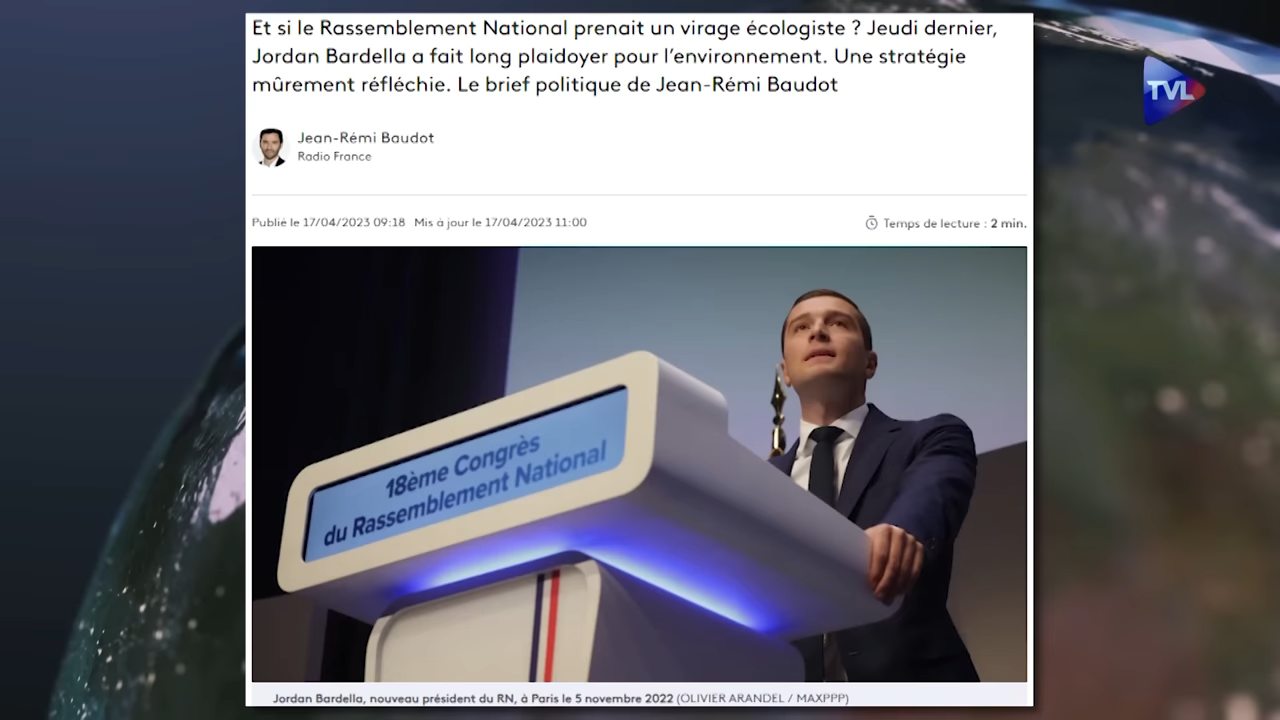 Et si le Rassemblement National prenait un virage écologiste ? Jeudi dernier,
Jordan Bardella a fait long plaidoyer pour l'environnement. Une stratégie
mûrement réfléchie. Le brief politique de Jean-Rémi Baudot
TVL
Jean-Rémi Baudot
Radio France
Publié le 17/04/2023 09:18 Mis à jour le 17/04/2023 11:00
Temps de lecture : 2 min.
18ème Congrès
du Rassemblement National
Jordan Bardella, nouveau président du RN, à Paris le 5 novembre 2022 (OLIVIER ARANDEL / MAXPPP)